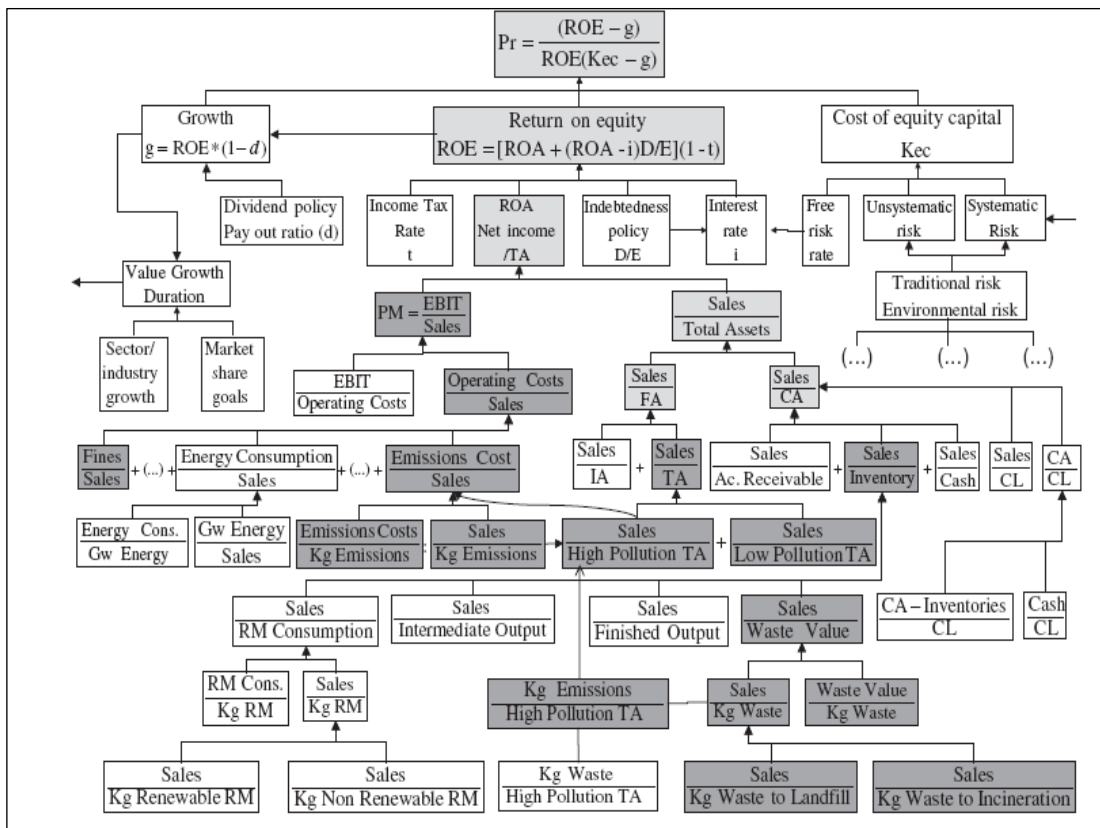 Pr = (ROE – g) / ROE(Kec – g)
Growth
g = ROE*(1–d)
Return on equity
ROE = [ROA + (ROA - i)D/E](1 - t)
Cost of equity capital
Kec
Dividend policy
Pay out ratio (d)
Income Tax
Rate
t
ROA
Net income
/TA
Indebtedness
policy
D/E
Interest
rate
i
Free
risk
rate
Unsystematic
risk
Systematic
Risk
Value Growth
Duration
Traditional risk
Environmental risk
PM = EBIT / Sales
Sales / Total Assets
Sector/
industry
growth
Market
share
goals
(...) (...) (...)
EBIT / Operating Costs
Operating Costs / Sales
Sales / FA
Sales / CA
Fines / Sales + (...) + Energy Consumption / Sales + (...) + Emissions Cost / Sales
Sales / IA + Sales / TA
Sales / Ac. Receivable + Sales / Inventory + Sales / Cash
Sales / CL
CA / CL
Energy Cons. / Gw Energy
Gw Energy / Sales
Emissions Costs / Kg Emissions : Sales / Kg Emissions
Sales / High Pollution TA + Sales / Low Pollution TA
Sales / RM Consumption
Sales / Intermediate Output
Sales / Finished Output
Sales / Waste Value
CA – Inventories / CL
Cash / CL
RM Cons. / Kg RM
Sales / Kg RM
Kg Emissions / High Pollution TA
Sales / Kg Waste
Waste Value / Kg Waste
Sales / Kg Renewable RM
Sales / Kg Non Renewable RM
Kg Waste / High Pollution TA
Sales / Kg Waste to Landfill
Sales / Kg Waste to Incineration